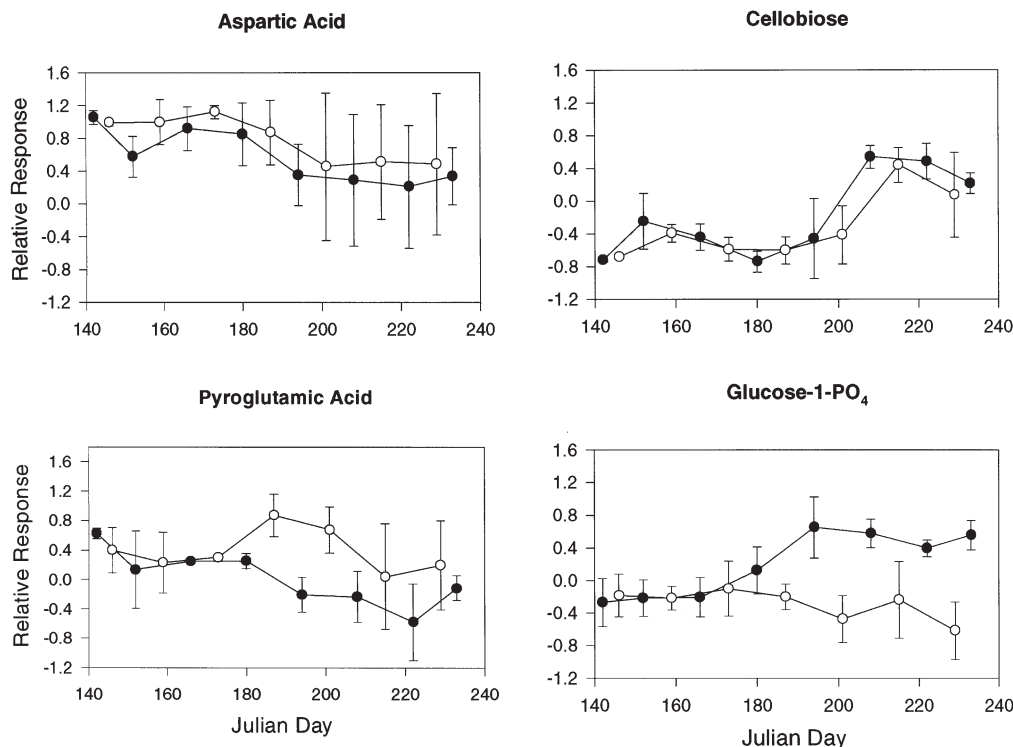 Aspartic Acid
Relative Response
1.6
1.2
0.8
0.4
0.0
-0.4
-0.8
-1.2
140 160 180 200 220 240
Cellobiose
1.6
1.2
0.8
0.4
0.0
-0.4
-0.8
-1.2
140 160 180 200 220 240
Pyroglutamic Acid
Relative Response
1.6
1.2
0.8
0.4
0.0
-0.4
-0.8
-1.2
140 160 180 200 220 240
Julian Day
Glucose-1-PO₄
1.6
1.2
0.8
0.4
0.0
-0.4
-0.8
-1.2
140 160 180 200 220 240
Julian Day